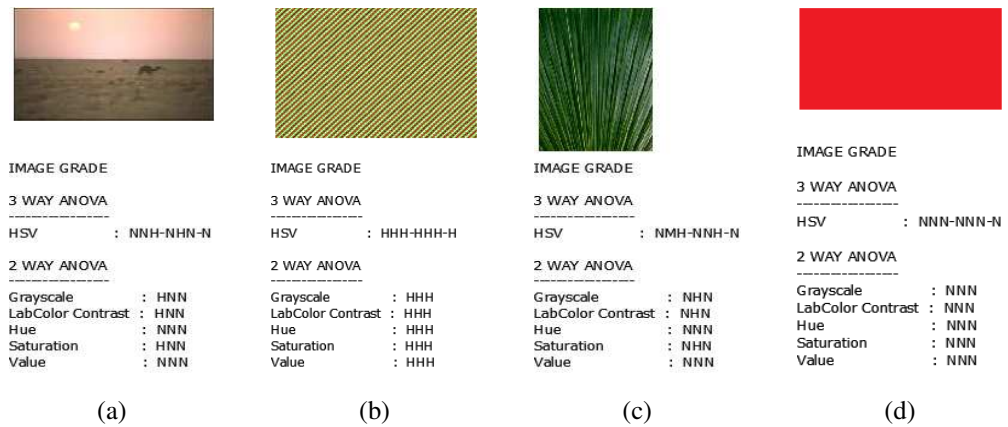 IMAGE GRADE
3 WAY ANOVA
--------------------
HSV : NNH-NHN-N
2 WAY ANOVA
--------------------
Grayscale : HNN
LabColor Contrast : HNN
Hue : NNN
Saturation : HNN
Value : NNN
(a)
IMAGE GRADE
3 WAY ANOVA
--------------------
HSV : HHH-HHH-H
2 WAY ANOVA
--------------------
Grayscale : HHH
LabColor Contrast : HHH
Hue : HHH
Saturation : HHH
Value : HHH
(b)
IMAGE GRADE
3 WAY ANOVA
--------------------
HSV : NMH-NNH-N
2 WAY ANOVA
--------------------
Grayscale : NHN
LabColor Contrast : NHN
Hue : NNN
Saturation : NHN
Value : NNN
(c)
IMAGE GRADE
3 WAY ANOVA
--------------------
HSV : NNN-NNN-N
2 WAY ANOVA
--------------------
Grayscale : NNN
LabColor Contrast : NNN
Hue : NNN
Saturation : NNN
Value : NNN
(d)